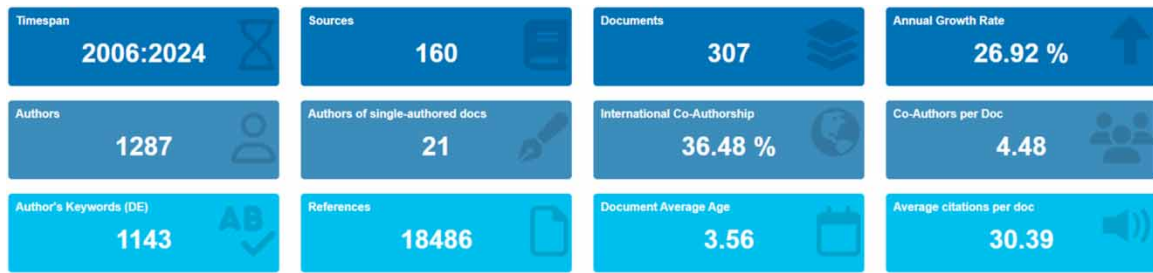 Timespan
2006:2024
Sources
160
Documents
307
Annual Growth Rate
26.92 %
Authors
1287
Authors of single-authored docs
21
International Co-Authorship
36.48 %
Co-Authors per Doc
4.48
Author's Keywords (DE)
1143
AB
References
18486
Document Average Age
3.56
Average citations per doc
30.39